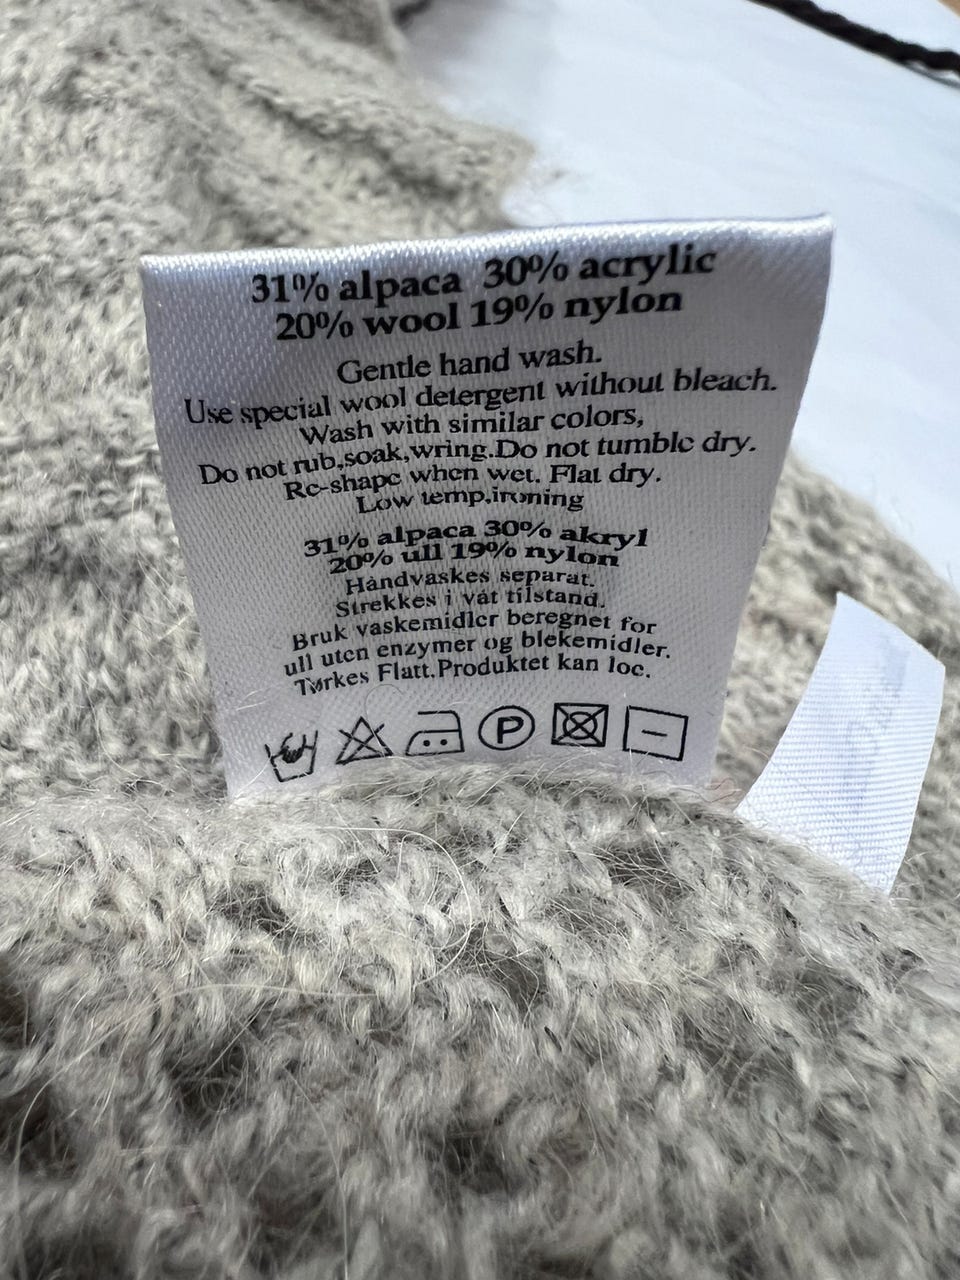 31% alpaca 30% acrylic
20% wool 19% nylon
Gentle hand wash.
Use special wool detergent without bleach.
Wash with similar colors,
Do not rub,soak,wring.Do not tumble dry.
Re-shape when wet. Flat dry.
Low temp,ironing
31% alpaca 30% akryl
20% ull 19% nylon
Håndvaskes separat.
Strekkes i våt tilstand.
Bruk vaskemidler beregnet for
ull uten enzymer og blekemidler.
Tørkes Flatt.Produktet kan loe.
P